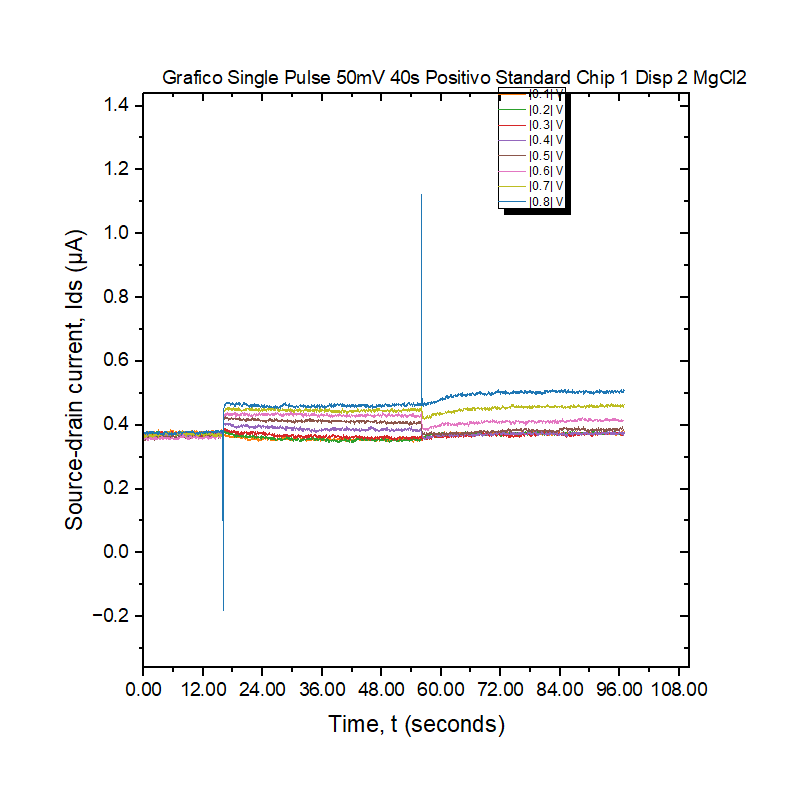 Grafico Single Pulse 50mV 40s Positivo Standard Chip 1 Disp 2 MgCl2
|0.1| V
|0.2| V
|0.3| V
|0.4| V
|0.5| V
|0.6| V
|0.7| V
|0.8| V
1.4
1.2
1.0
0.8
0.6
0.4
0.2
0.0
−0.2
Source-drain current, Ids (µA)
0.00 12.00 24.00 36.00 48.00 60.00 72.00 84.00 96.00 108.00
Time, t (seconds)